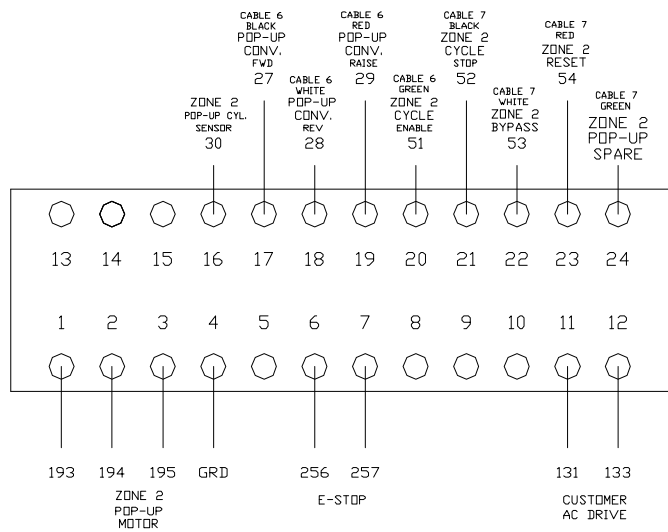 CABLE 6
BLACK
POP-UP
CONV.
FWD
27
CABLE 6
RED
POP-UP
CONV.
RAISE
29
CABLE 7
BLACK
ZONE 2
CYCLE
STOP
52
CABLE 7
RED
ZONE 2
RESET
54
ZONE 2
POP-UP CYL.
SENSOR
30
CABLE 6
WHITE
POP-UP
CONV.
REV
28
CABLE 6
GREEN
ZONE 2
CYCLE
ENABLE
51
CABLE 7
WHITE
ZONE 2
BYPASS
53
CABLE 7
GREEN
ZONE 2
POP-UP
SPARE
13 14 15 16 17 18 19 20 21 22 23 24
1 2 3 4 5 6 7 8 9 10 11 12
193 194 195 GRD 256 257 131 133
ZONE 2
POP-UP
MOTOR
E-STOP
CUSTOMER
AC DRIVE